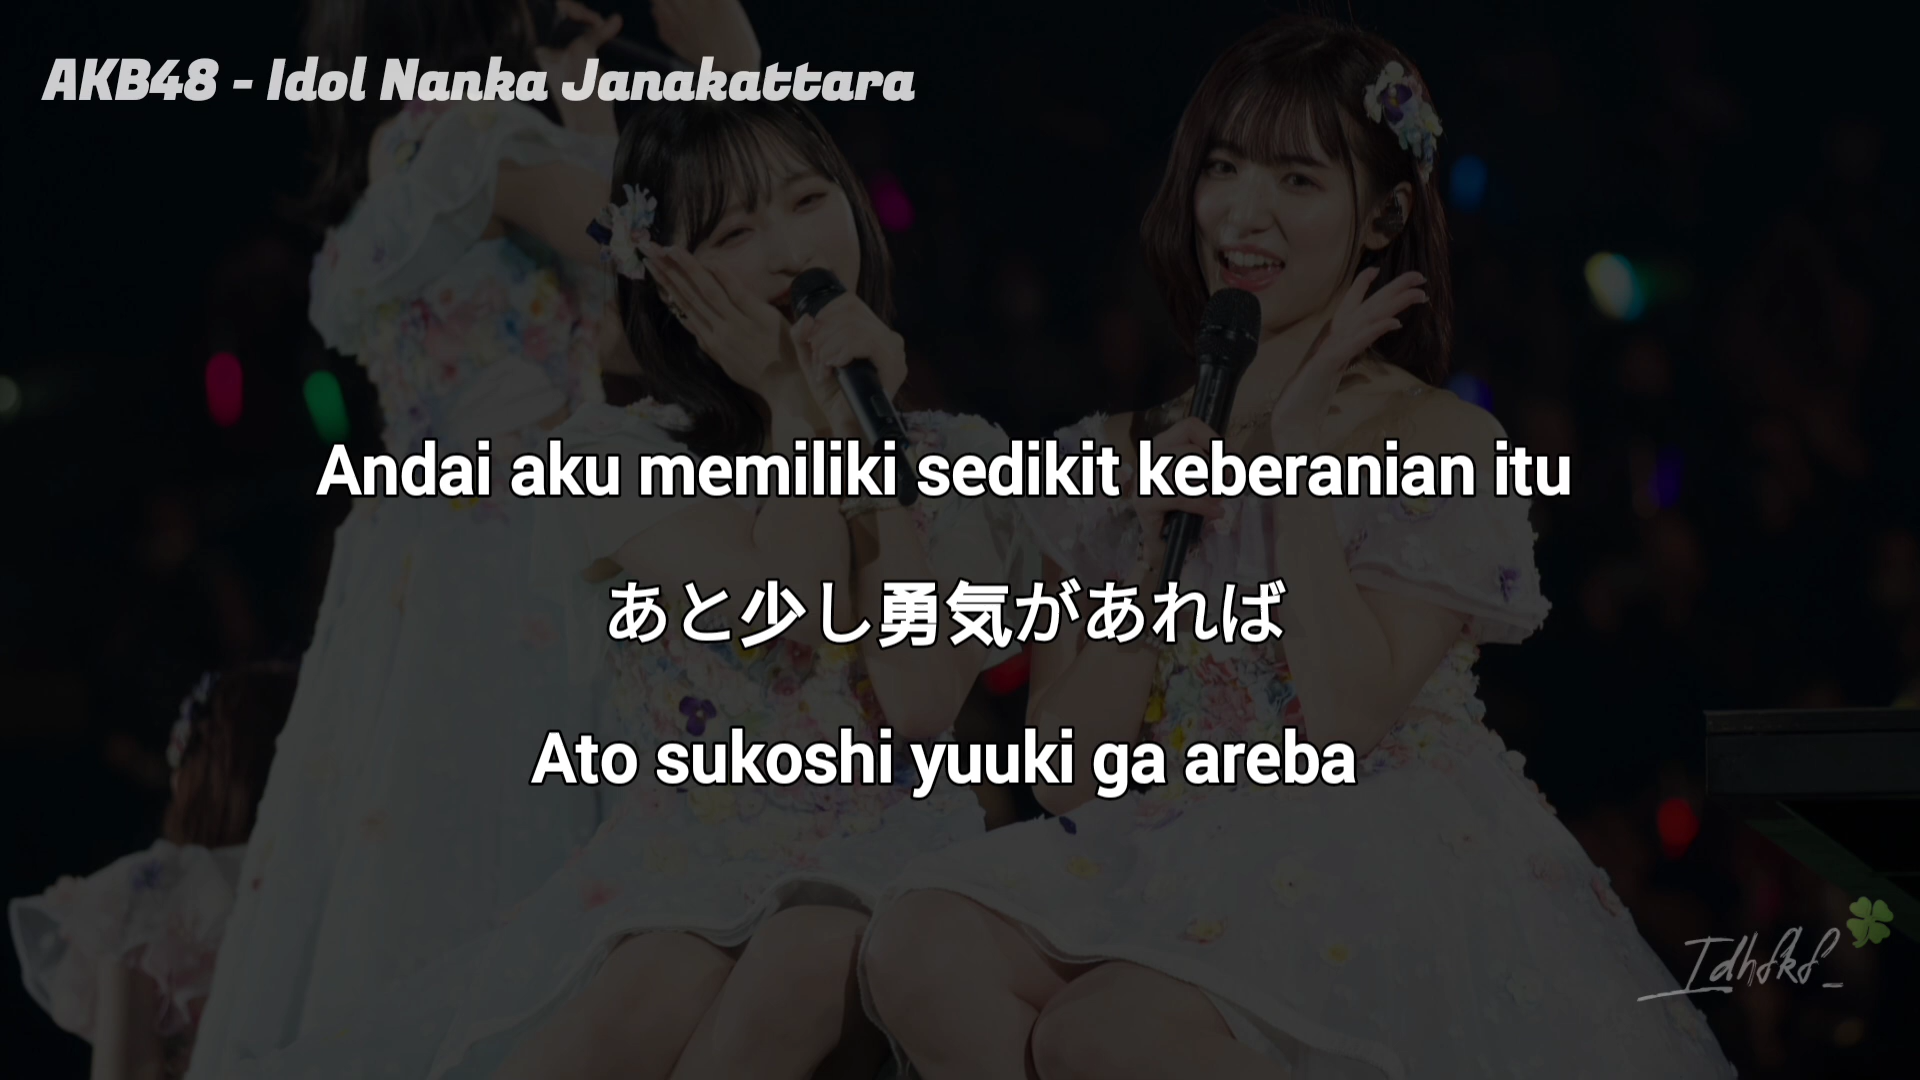 AKB48 - Idol Nanka Janakattara
Andai aku memiliki sedikit keberanian itu
あと少し勇気があれば
Ato sukoshi yuuki ga areba